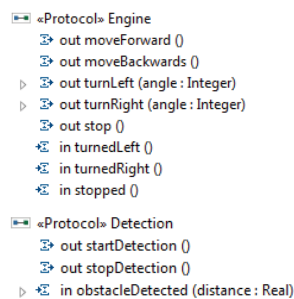 «Protocol» Engine
out moveForward ()
out moveBackwards ()
out turnLeft (angle : Integer)
out turnRight (angle : Integer)
out stop ()
in turnedLeft ()
in turnedRight ()
in stopped ()
«Protocol» Detection
out startDetection ()
out stopDetection ()
in obstacleDetected (distance : Real)